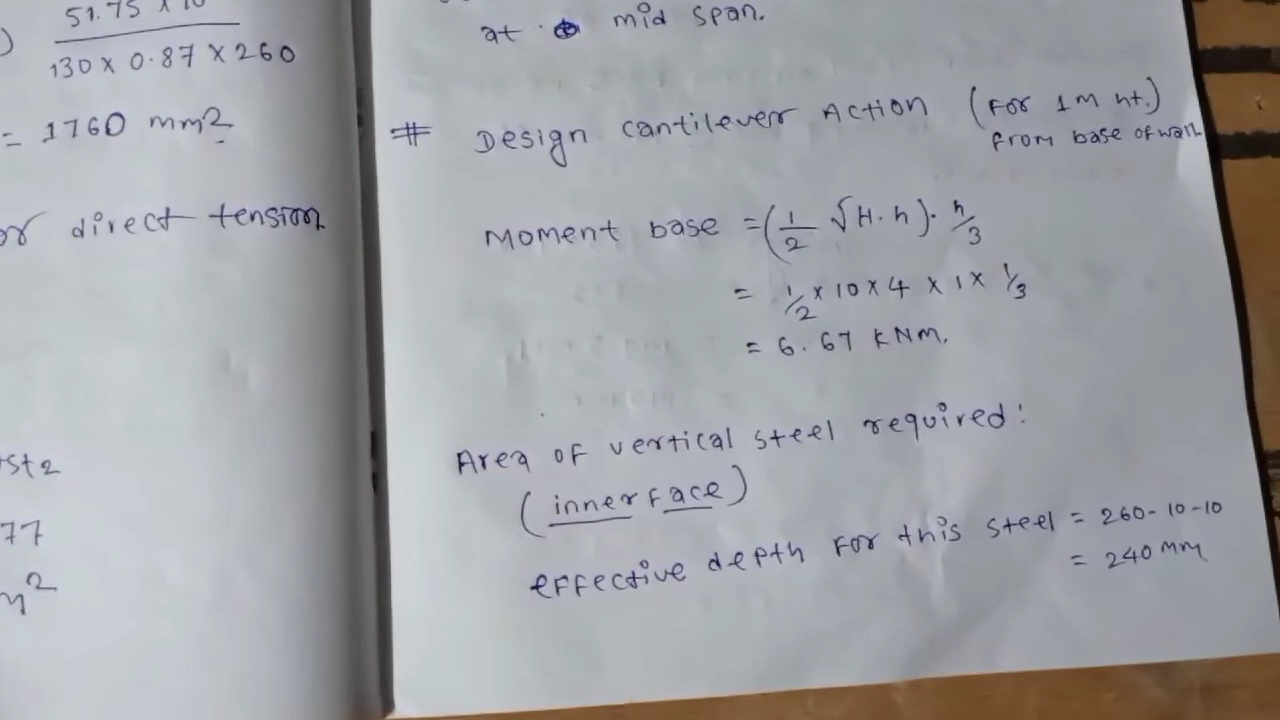 51.75 x 10
130 x 0.87 x 260
= 1760 mm2
or direct tension
st2
77
m2
at mid span.
# Design cantilever Action (For 1m ht.)
from base of wall
Moment base = (1/2 √H.h). h/3
= 1/2 x 10 x 4 x 1 x 1/3
= 6.67 KNm.
Area of vertical steel required:
(inner face)
effective depth for this steel = 260-10-10
= 240 mm